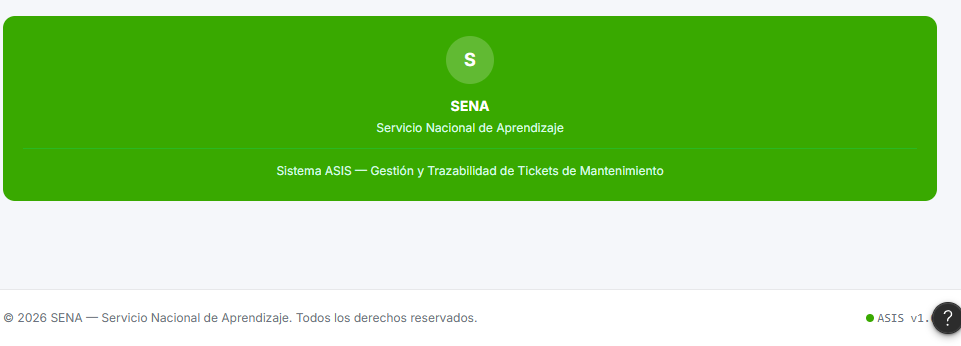 S
SENA
Servicio Nacional de Aprendizaje
Sistema ASIS — Gestión y Trazabilidad de Tickets de Mantenimiento
© 2026 SENA — Servicio Nacional de Aprendizaje. Todos los derechos reservados.
ASIS v1.
?